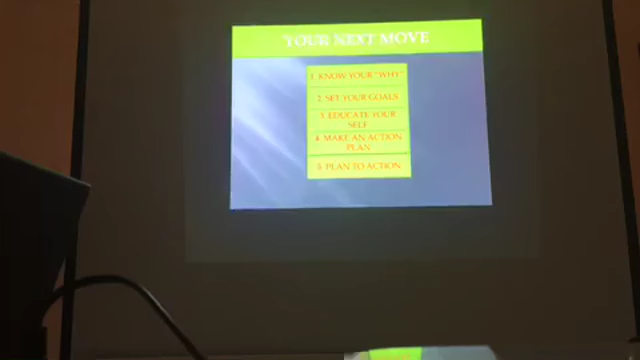 YOUR NEXT MOVE
1. KNOW YOUR "WHY"
2. SET YOUR GOALS
3. EDUCATE YOUR
SELF
4. MAKE AN ACTION
PLAN
5. PLAN TO ACTION